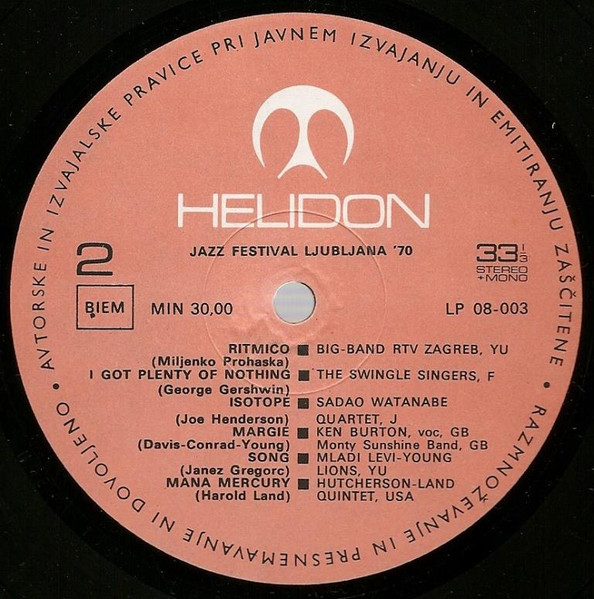 AVTORSKE IN IZVAJALSKE PRAVICE PRI JAVNEM IZVAJANJU IN EMITIRANJU ZAŠČITENE • RAZMNOŽEVANJE IN PRESNEMAVANJE NI DOVOLJENO •
HELIDON
JAZZ FESTIVAL LJUBLJANA '70
2
33 1/3
STEREO
+MONO
BIEM
MIN 30,00
LP 08-003
RITMICO ■ BIG-BAND RTV ZAGREB, YU
(Miljenko Prohaska)
I GOT PLENTY OF NOTHING ■ THE SWINGLE SINGERS, F
(George Gershwin)
ISOTOPE ■ SADAO WATANABE
(Joe Henderson) QUARTET, J
MARGIE ■ KEN BURTON, voc, GB
(Davis-Conrad-Young) Monty Sunshine Band, GB
SONG ■ MLADI LEVI-YOUNG
(Janez Gregorc) LIONS, YU
MANA MERCURY ■ HUTCHERSON-LAND
(Harold Land) QUINTET, USA